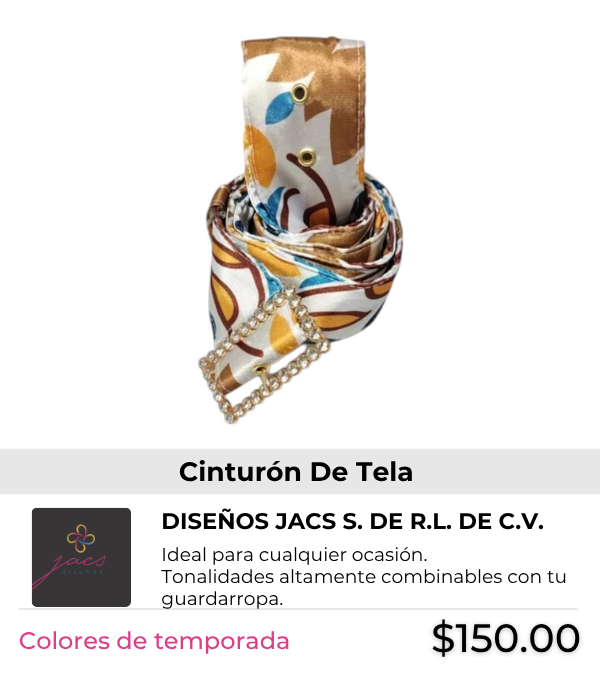 Cinturón De Tela
DISEÑOS JACS S. DE R.L. DE C.V.
jacs
Ideal para cualquier ocasión.
Tonalidades altamente combinables con tu
guardarropa.
Colores de temporada
$150.00